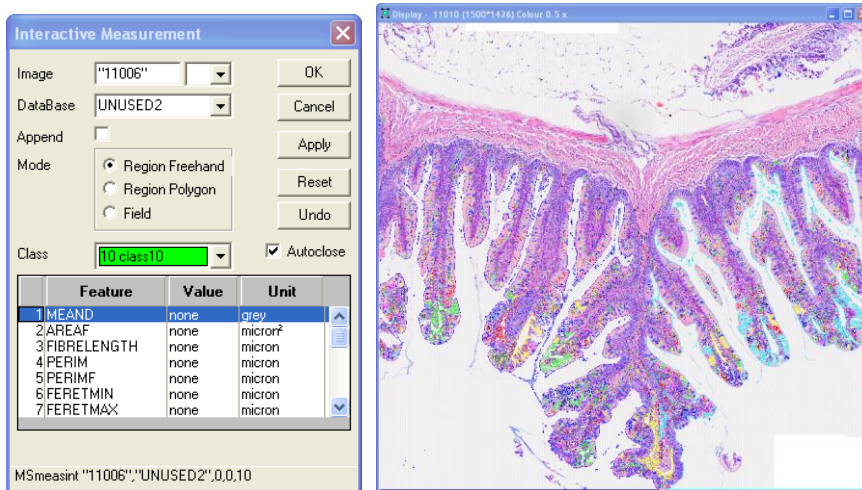 Interactive Measurement
Image "11006" OK
DataBase UNUSED2 Cancel
Append Apply
Mode Region Freehand
Region Polygon Reset
Field Undo
Class 10 class10 Autoclose
Feature Value Unit
1 MEAND none grey
2 AREAF none micron²
3 FIBRELENGTH none micron
4 PERIM none micron
5 PERIMF none micron
6 FERETMIN none micron
7 FERETMAX none micron
MSmeasint "11006","UNUSED2",0,0,10
Display - 11010 (1500*1426) Colour 0.5 x